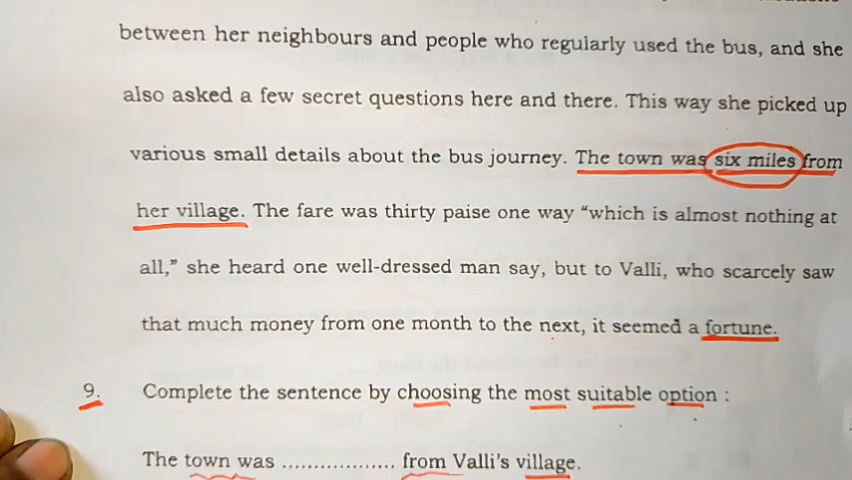 between her neighbours and people who regularly used the bus, and she
also asked a few secret questions here and there. This way she picked up
various small details about the bus journey. The town was six miles from
her village. The fare was thirty paise one way “which is almost nothing at
all,” she heard one well-dressed man say, but to Valli, who scarcely saw
that much money from one month to the next, it seemed a fortune.
9. Complete the sentence by choosing the most suitable option :
The town was .................. from Valli's village.